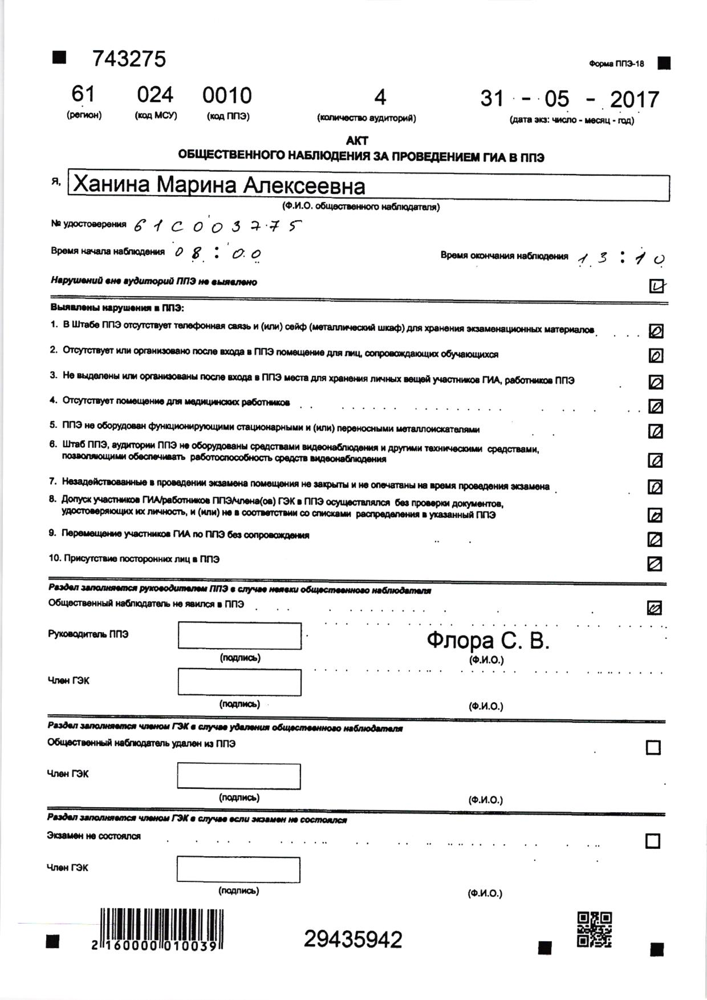 743275
Форма ППЭ-18
61 024 0010 4 31 - 05 - 2017
(регион) (код МСУ) (код ППЭ) (количество аудиторий) (дата экз: число - месяц - год)
АКТ
ОБЩЕСТВЕННОГО НАБЛЮДЕНИЯ ЗА ПРОВЕДЕНИЕМ ГИА В ППЭ
Я, Ханина Марина Алексеевна
(Ф.И.О. общественного наблюдателя)
№ удостоверения 61С003775
Время начала наблюдения 08:00 Время окончания наблюдения 13:10
Нарушений вне аудиторий ППЭ не выявлено
Выявлены нарушения в ППЭ:
1. В Штабе ППЭ отсутствует телефонная связь и (или) сейф (металлический шкаф) для хранения экзаменационных материалов
2. Отсутствует или организовано после входа в ППЭ помещение для лиц, сопровождающих обучающихся
3. Не выделены или организованы после входа в ППЭ места для хранения личных вещей участников ГИА, работников ППЭ
4. Отсутствует помещение для медицинских работников
5. ППЭ не оборудован функционирующими стационарными и (или) переносными металлоискателями
6. Штаб ППЭ, аудитории ППЭ не оборудованы средствами видеонаблюдения и другими техническими средствами,
позволяющими обеспечивать работоспособность средств видеонаблюдения
7. Незадействованные в проведении экзамена помещения не закрыты и не опечатаны на время проведения экзамена
8. Допуск участников ГИА/работников ППЭ/члена(ов) ГЭК в ППЭ осуществлялся без проверки документов,
удостоверяющих их личность, и (или) не в соответствии со списками распределения в указанный ППЭ
9. Перемещение участников ГИА по ППЭ без сопровождения
10. Присутствие посторонних лиц в ППЭ
Раздел заполняется руководителем ППЭ в случае неявки общественного наблюдателя
Общественный наблюдатель не явился в ППЭ
Руководитель ППЭ Флора С. В.
(подпись) (Ф.И.О.)
Член ГЭК
(подпись) (Ф.И.О.)
Раздел заполняется членом ГЭК в случае удаления общественного наблюдателя
Общественный наблюдатель удален из ППЭ
Член ГЭК
(подпись) (Ф.И.О.)
Раздел заполняется членом ГЭК в случае если экзамен не состоялся
Экзамен не состоялся
Член ГЭК
(подпись) (Ф.И.О.)
2 160000 010039
29435942